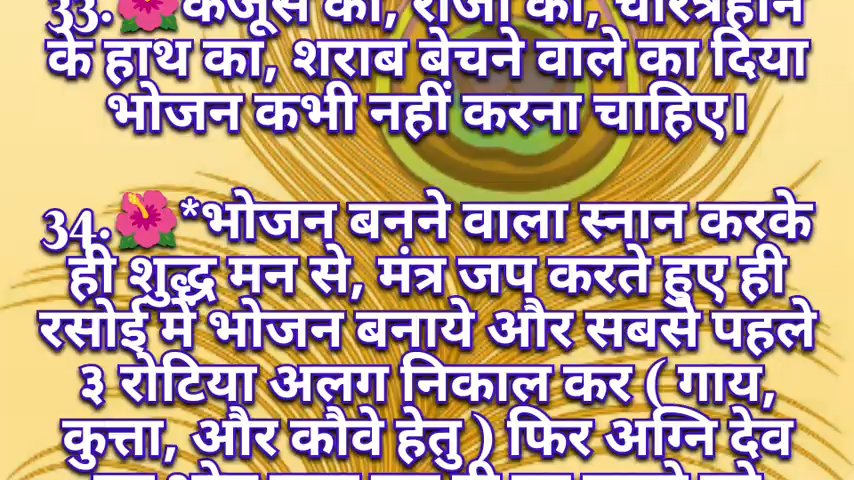 33.🌺कंजूस का, राजा का, चरित्रहीन
के हाथ का, शराब बेचने वाले का दिया
भोजन कभी नहीं करना चाहिए।
34.🌺*भोजन बनने वाला स्नान करके
ही शुद्ध मन से, मंत्र जप करते हुए ही
रसोई में भोजन बनाये और सबसे पहले
३ रोटिया अलग निकाल कर ( गाय,
कुत्ता, और कौवे हेतु ) फिर अग्नि देव